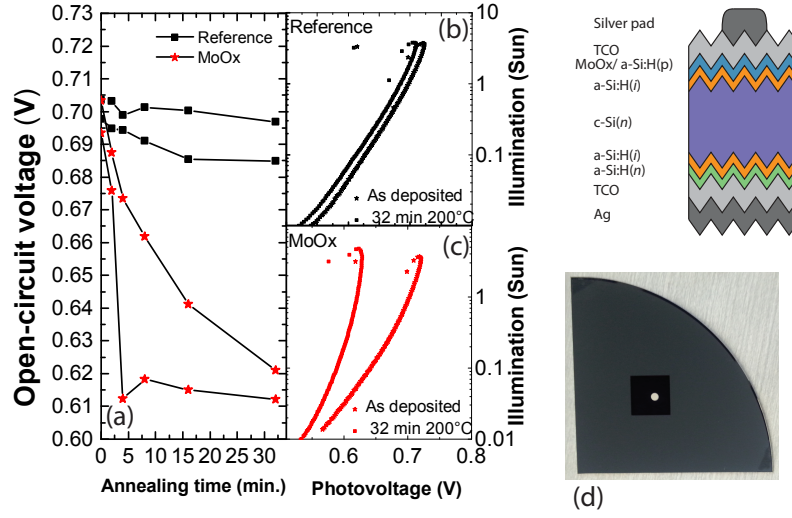 0.73
0.72
0.71
0.70
0.69
0.68
0.67
0.66
0.65
0.64
0.63
0.62
0.61
0.60
Open-circuit voltage (V)
Reference
MoOx
(a)
0 5 10 15 20 25 30 35
Annealing time (min.)
Reference
(b)
As deposited
32 min 200°C
10
1
0.1
Illumination (Sun)
MoOx
(c)
As deposited
32 min 200°C
1
0.1
0.01
Illumination (Sun)
0.6 0.7 0.8
Photovoltage (V)
Silver pad
TCO
MoOx/ a-Si:H(p)
a-Si:H(i)
c-Si(n)
a-Si:H(i)
a-Si:H(n)
TCO
Ag
(d)